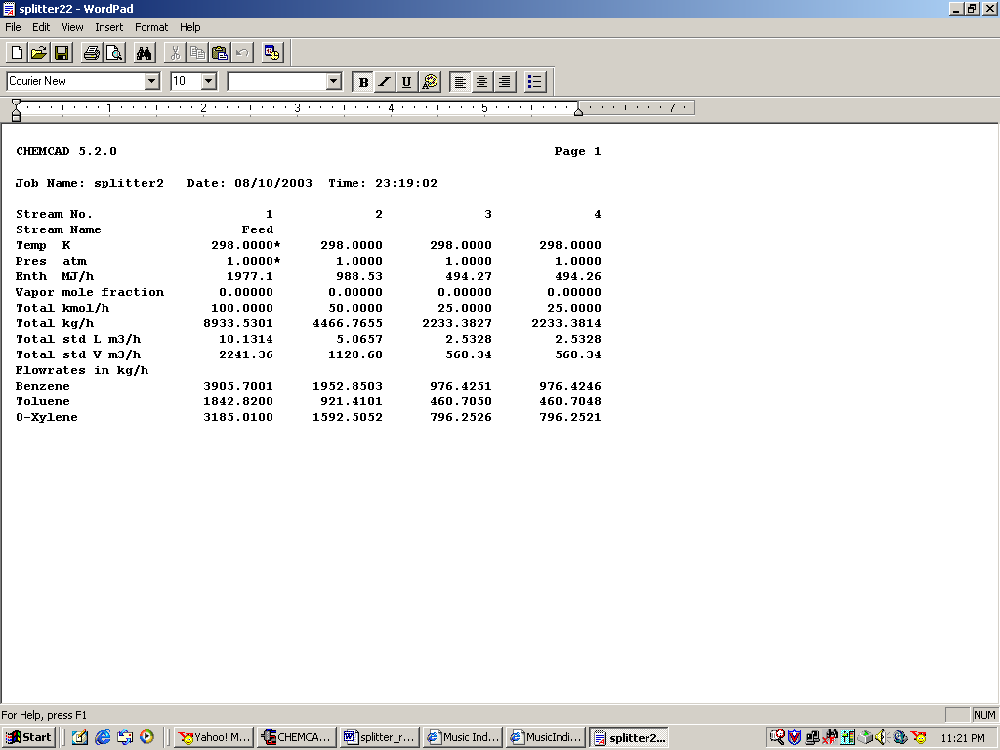 splitter22 - WordPad
File Edit View Insert Format Help
Courier New 10 B I U
1 2 3 4 5 7
CHEMCAD 5.2.0 Page 1
Job Name: splitter2 Date: 08/10/2003 Time: 23:19:02
Stream No. 1 2 3 4
Stream Name Feed
Temp K 298.0000* 298.0000 298.0000 298.0000
Pres atm 1.0000* 1.0000 1.0000 1.0000
Enth MJ/h 1977.1 988.53 494.27 494.26
Vapor mole fraction 0.00000 0.00000 0.00000 0.00000
Total kmol/h 100.0000 50.0000 25.0000 25.0000
Total kg/h 8933.5301 4466.7655 2233.3827 2233.3814
Total std L m3/h 10.1314 5.0657 2.5328 2.5328
Total std V m3/h 2241.36 1120.68 560.34 560.34
Flowrates in kg/h
Benzene 3905.7001 1952.8503 976.4251 976.4246
Toluene 1842.8200 921.4101 460.7050 460.7048
O-Xylene 3185.0100 1592.5052 796.2526 796.2521
For Help, press F1 NUM
Start Yahoo! M... CHEMCA... splitter_r... Music Ind... MusicIndi... splitter2... 11:21 PM